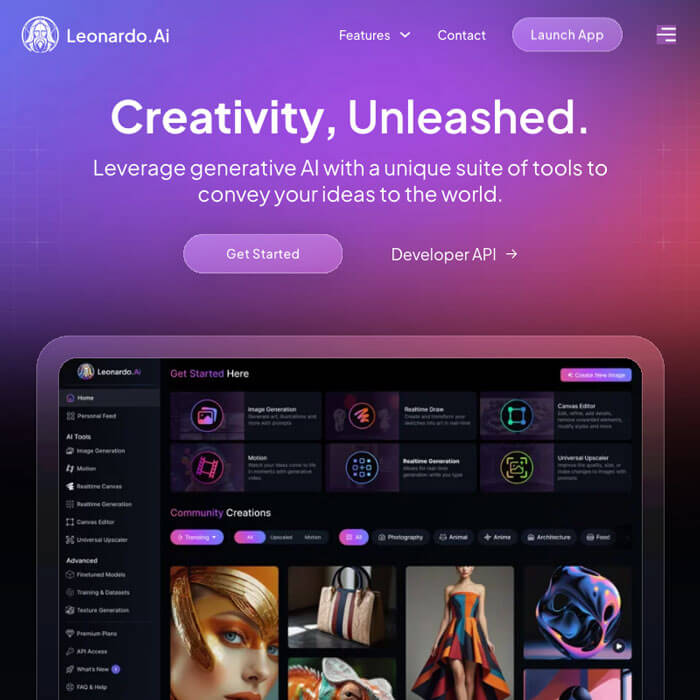 Leonardo.Ai
Features
Contact
Launch App
Creativity, Unleashed.
Leverage generative AI with a unique suite of tools to
convey your ideas to the world.
Get Started
Developer API →
Leonardo.Ai
Get Started Here
Create New Image
Home
Personal Feed
AI Tools
Image Generation
Motion
Realtime Canvas
Realtime Generation
Canvas Editor
Universal Upscaler
Advanced
Finetuned Models
Training & Datasets
Texture Generation
Premium Plans
API Access
What's New
FAQ & Help
Image Generation
Generate art, illustrations and
more with prompts
Realtime Draw
Create and transform your
sketches into art in real-time
Canvas Editor
Edit, refine, add details,
remove unwanted elements,
modify styles and more
Motion
Watch your ideas come to life
in moments with generative
video
Realtime Generation
Allows for real-time
generation while you type
Universal Upscaler
Improve the quality, size, or
make changes to images with
prompts
Community Creations
Trending
All
Upscaled
Motion
All
Photography
Animal
Anime
Architecture
Food